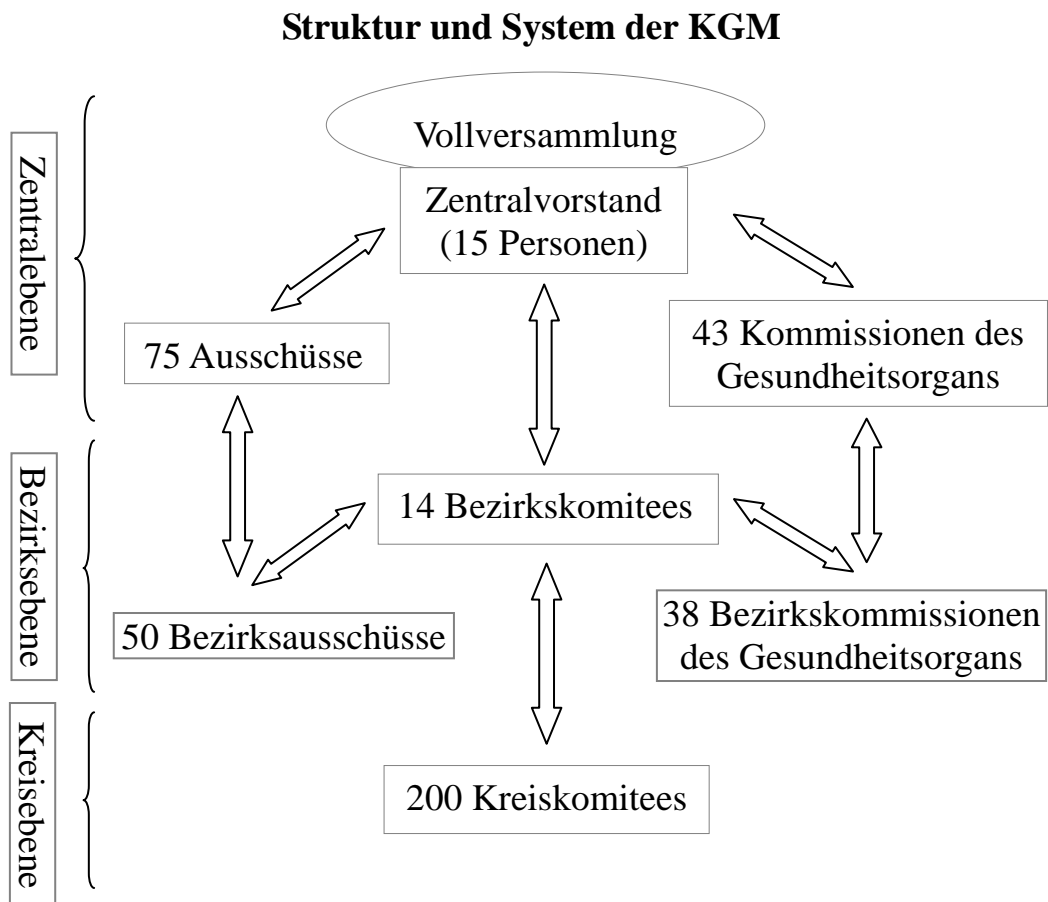 Struktur und System der KGM
Zentralebene
Vollversammlung
Zentralvorstand
(15 Personen)
75 Ausschüsse
43 Kommissionen des
Gesundheitsorgans
Bezirksebene
14 Bezirkskomitees
50 Bezirksausschüsse
38 Bezirkskommissionen
des Gesundheitsorgans
Kreisebene
200 Kreiskomitees